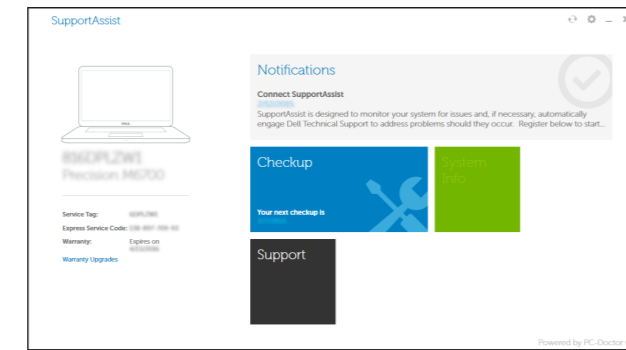 SupportAssist
Notifications
Connect SupportAssist
SupportAssist is designed to monitor your system for issues and, if necessary, automatically
engage Dell Technical Support to address problems should they occur. Register below to start...
DELL
Precision M6700
Checkup
System
Info
Your next checkup is
Service Tag:
Express Service Code:
Warranty: Expires on
Warranty Upgrades
Support
Powered by PC-Doctor